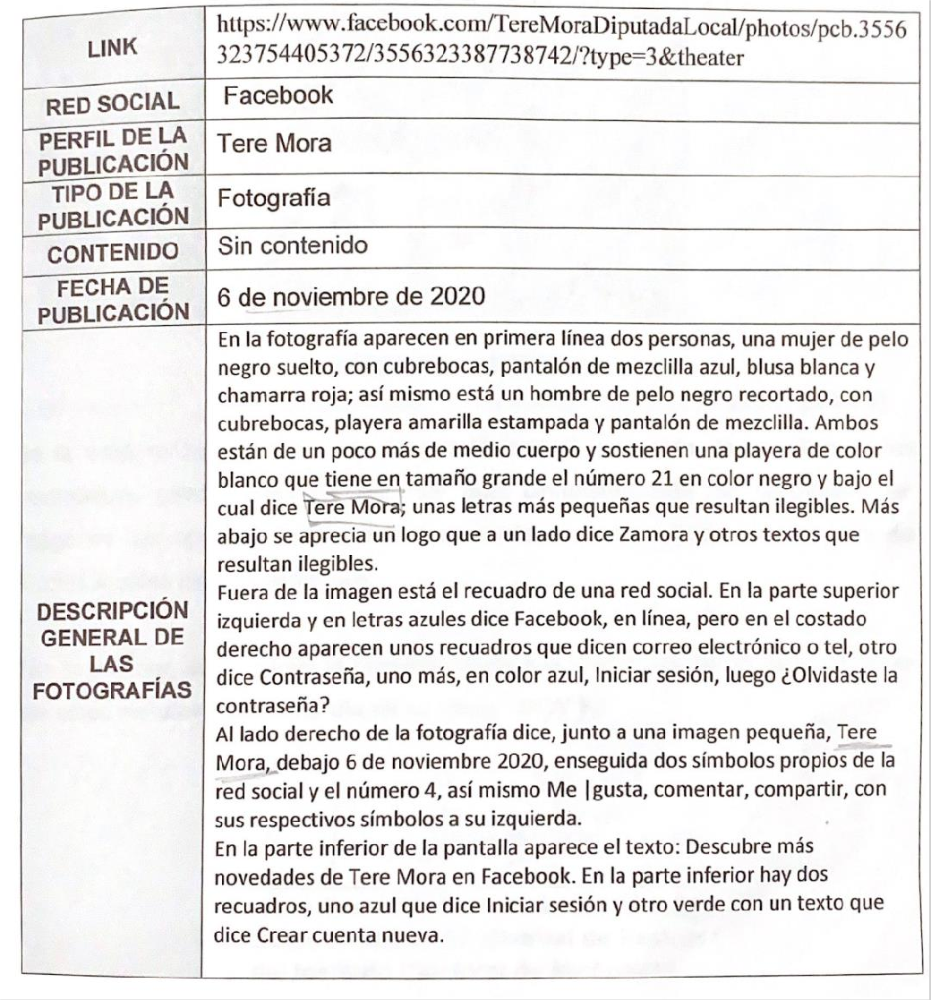 LINK
https://www.facebook.com/TereMoraDiputadaLocal/photos/pcb.3556
323754405372/3556323387738742/?type=3&theater
RED SOCIAL
Facebook
PERFIL DE LA
PUBLICACIÓN
Tere Mora
TIPO DE LA
PUBLICACIÓN
Fotografía
CONTENIDO
Sin contenido
FECHA DE
PUBLICACIÓN
6 de noviembre de 2020
DESCRIPCIÓN
GENERAL DE
LAS
FOTOGRAFÍAS
En la fotografía aparecen en primera línea dos personas, una mujer de pelo
negro suelto, con cubrebocas, pantalón de mezclilla azul, blusa blanca y
chamarra roja; así mismo está un hombre de pelo negro recortado, con
cubrebocas, playera amarilla estampada y pantalón de mezclilla. Ambos
están de un poco más de medio cuerpo y sostienen una playera de color
blanco que tiene en tamaño grande el número 21 en color negro y bajo el
cual dice Tere Mora; unas letras más pequeñas que resultan ilegibles. Más
abajo se aprecia un logo que a un lado dice Zamora y otros textos que
resultan ilegibles.
Fuera de la imagen está el recuadro de una red social. En la parte superior
izquierda y en letras azules dice Facebook, en línea, pero en el costado
derecho aparecen unos recuadros que dicen correo electrónico o tel, otro
dice Contraseña, uno más, en color azul, Iniciar sesión, luego ¿Olvidaste la
contraseña?
Al lado derecho de la fotografía dice, junto a una imagen pequeña, Tere
Mora, debajo 6 de noviembre 2020, enseguida dos símbolos propios de la
red social y el número 4, así mismo Me |gusta, comentar, compartir, con
sus respectivos símbolos a su izquierda.
En la parte inferior de la pantalla aparece el texto: Descubre más
novedades de Tere Mora en Facebook. En la parte inferior hay dos
recuadros, uno azul que dice Iniciar sesión y otro verde con un texto que
dice Crear cuenta nueva.